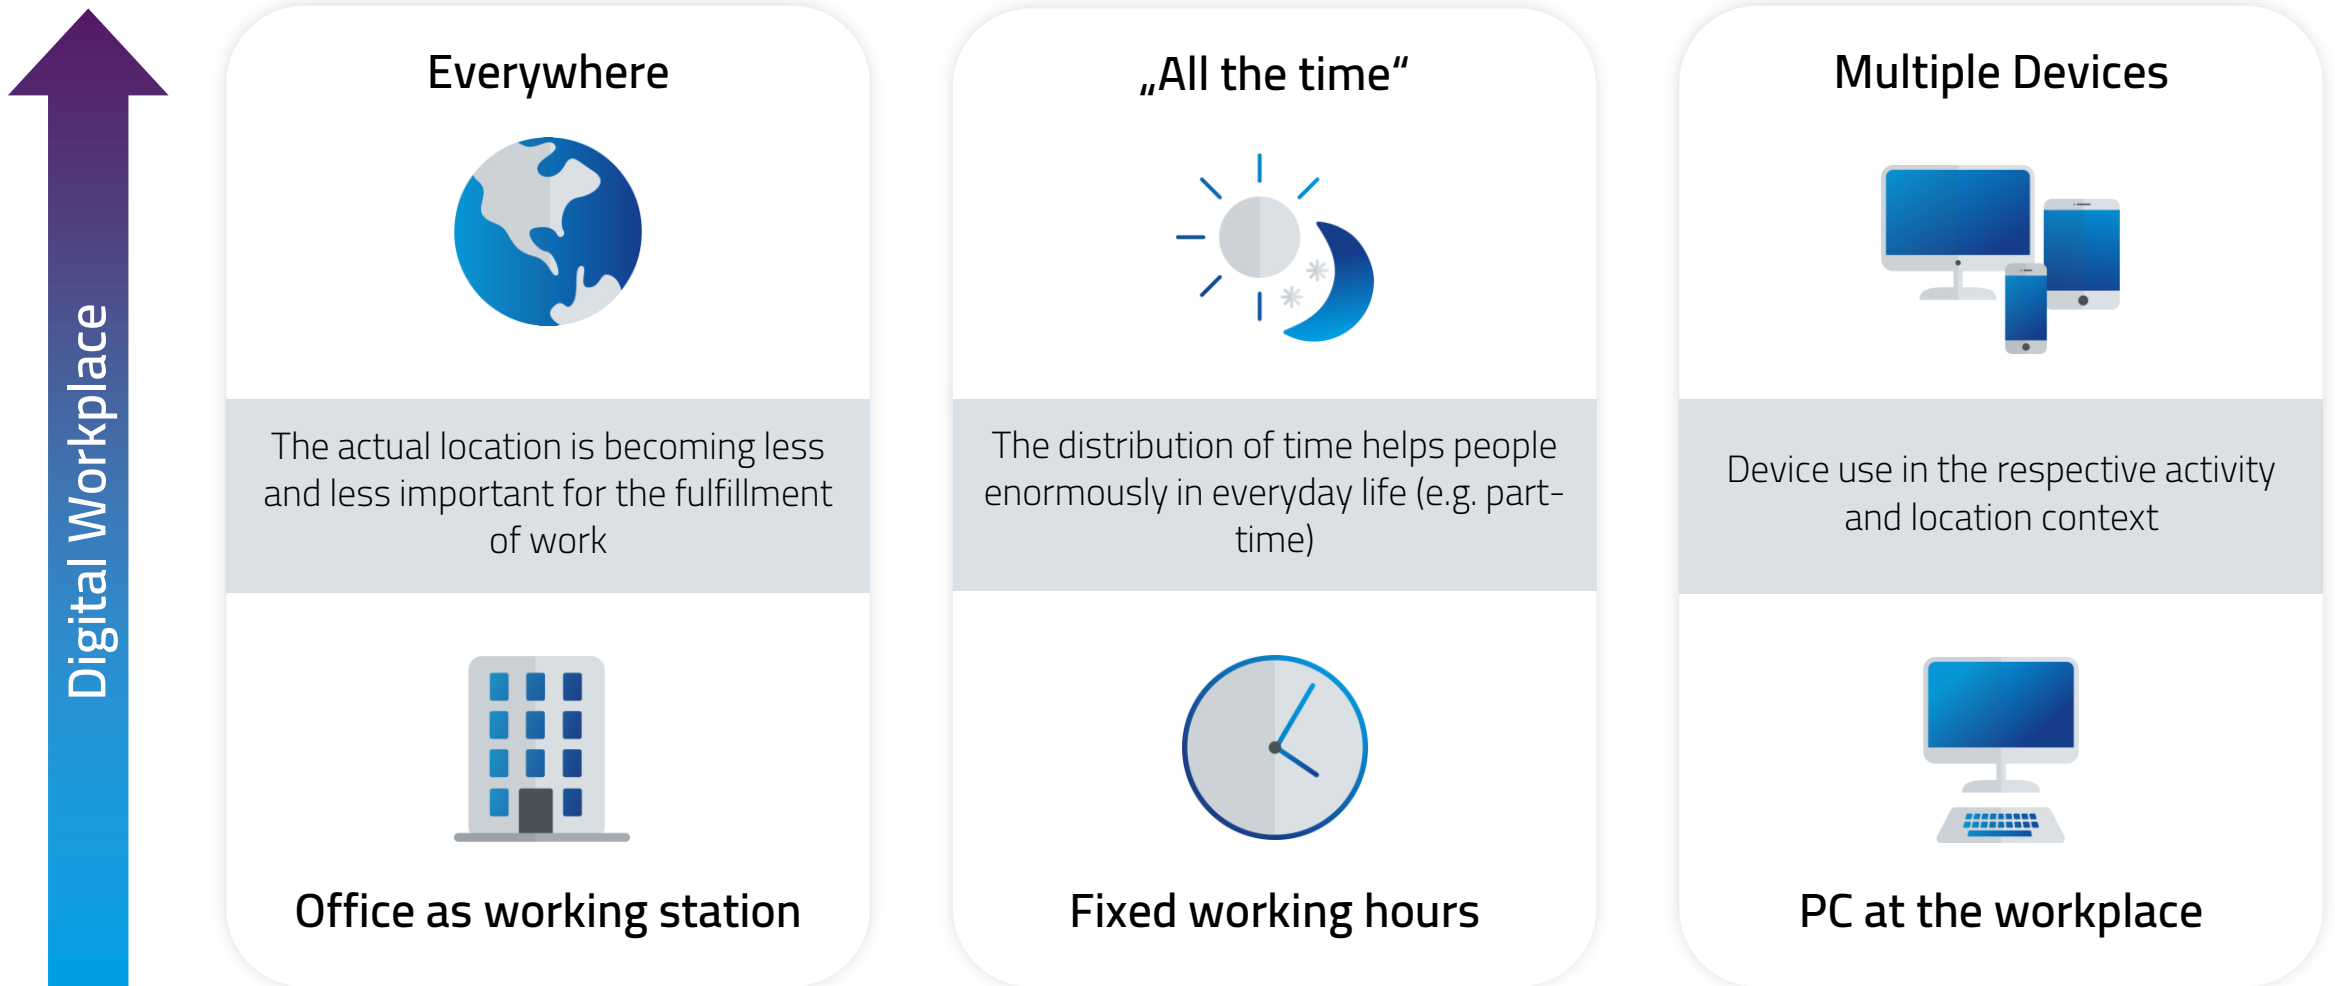 Digital Workplace
Everywhere
The actual location is becoming less
and less important for the fulfillment
of work
Office as working station
„All the time“
The distribution of time helps people
enormously in everyday life (e.g. part-
time)
Fixed working hours
Multiple Devices
Device use in the respective activity
and location context
PC at the workplace